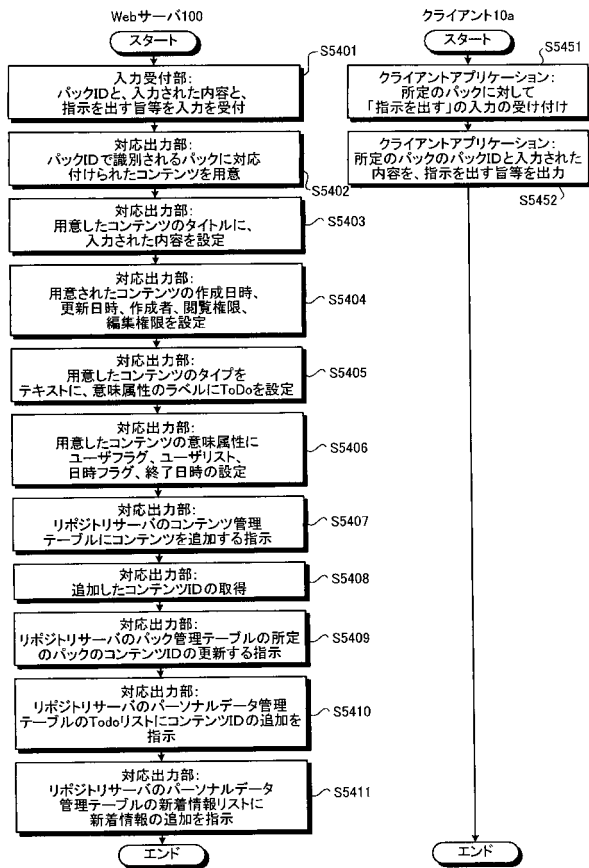 Webサーバ100
スタート
S5401
入力受付部:
パックIDと、入力された内容と、
指示を出す旨等を入力を受付
対応出力部:
パックIDで識別されるパックに対応
付けられたコンテンツを用意
S5402
対応出力部:
用意したコンテンツのタイトルに、
入力された内容を設定
S5403
対応出力部:
用意されたコンテンツの作成日時、
更新日時、作成者、閲覧権限、
編集権限を設定
S5404
対応出力部:
用意したコンテンツのタイプを
テキストに、意味属性のラベルにToDoを設定
S5405
対応出力部:
用意したコンテンツの意味属性に
ユーザフラグ、ユーザリスト、
日時フラグ、終了日時の設定
S5406
対応出力部:
リポジトリサーバのコンテンツ管理
テーブルにコンテンツを追加する指示
S5407
対応出力部:
追加したコンテンツIDの取得
S5408
対応出力部:
リポジトリサーバのパック管理テーブルの所定
のパックのコンテンツIDの更新する指示
S5409
対応出力部:
リポジトリサーバのパーソナルデータ管理
テーブルのTodoリストにコンテンツIDの追加を
指示
S5410
対応出力部:
リポジトリサーバのパーソナルデータ
管理テーブルの新着情報リストに
新着情報の追加を指示
S5411
エンド
クライアント10a
スタート
S5451
クライアントアプリケーション:
所定のパックに対して
「指示を出す」の入力の受け付け
クライアントアプリケーション:
所定のパックのパックIDと入力された
内容を、指示を出す旨等を出力
S5452
エンド